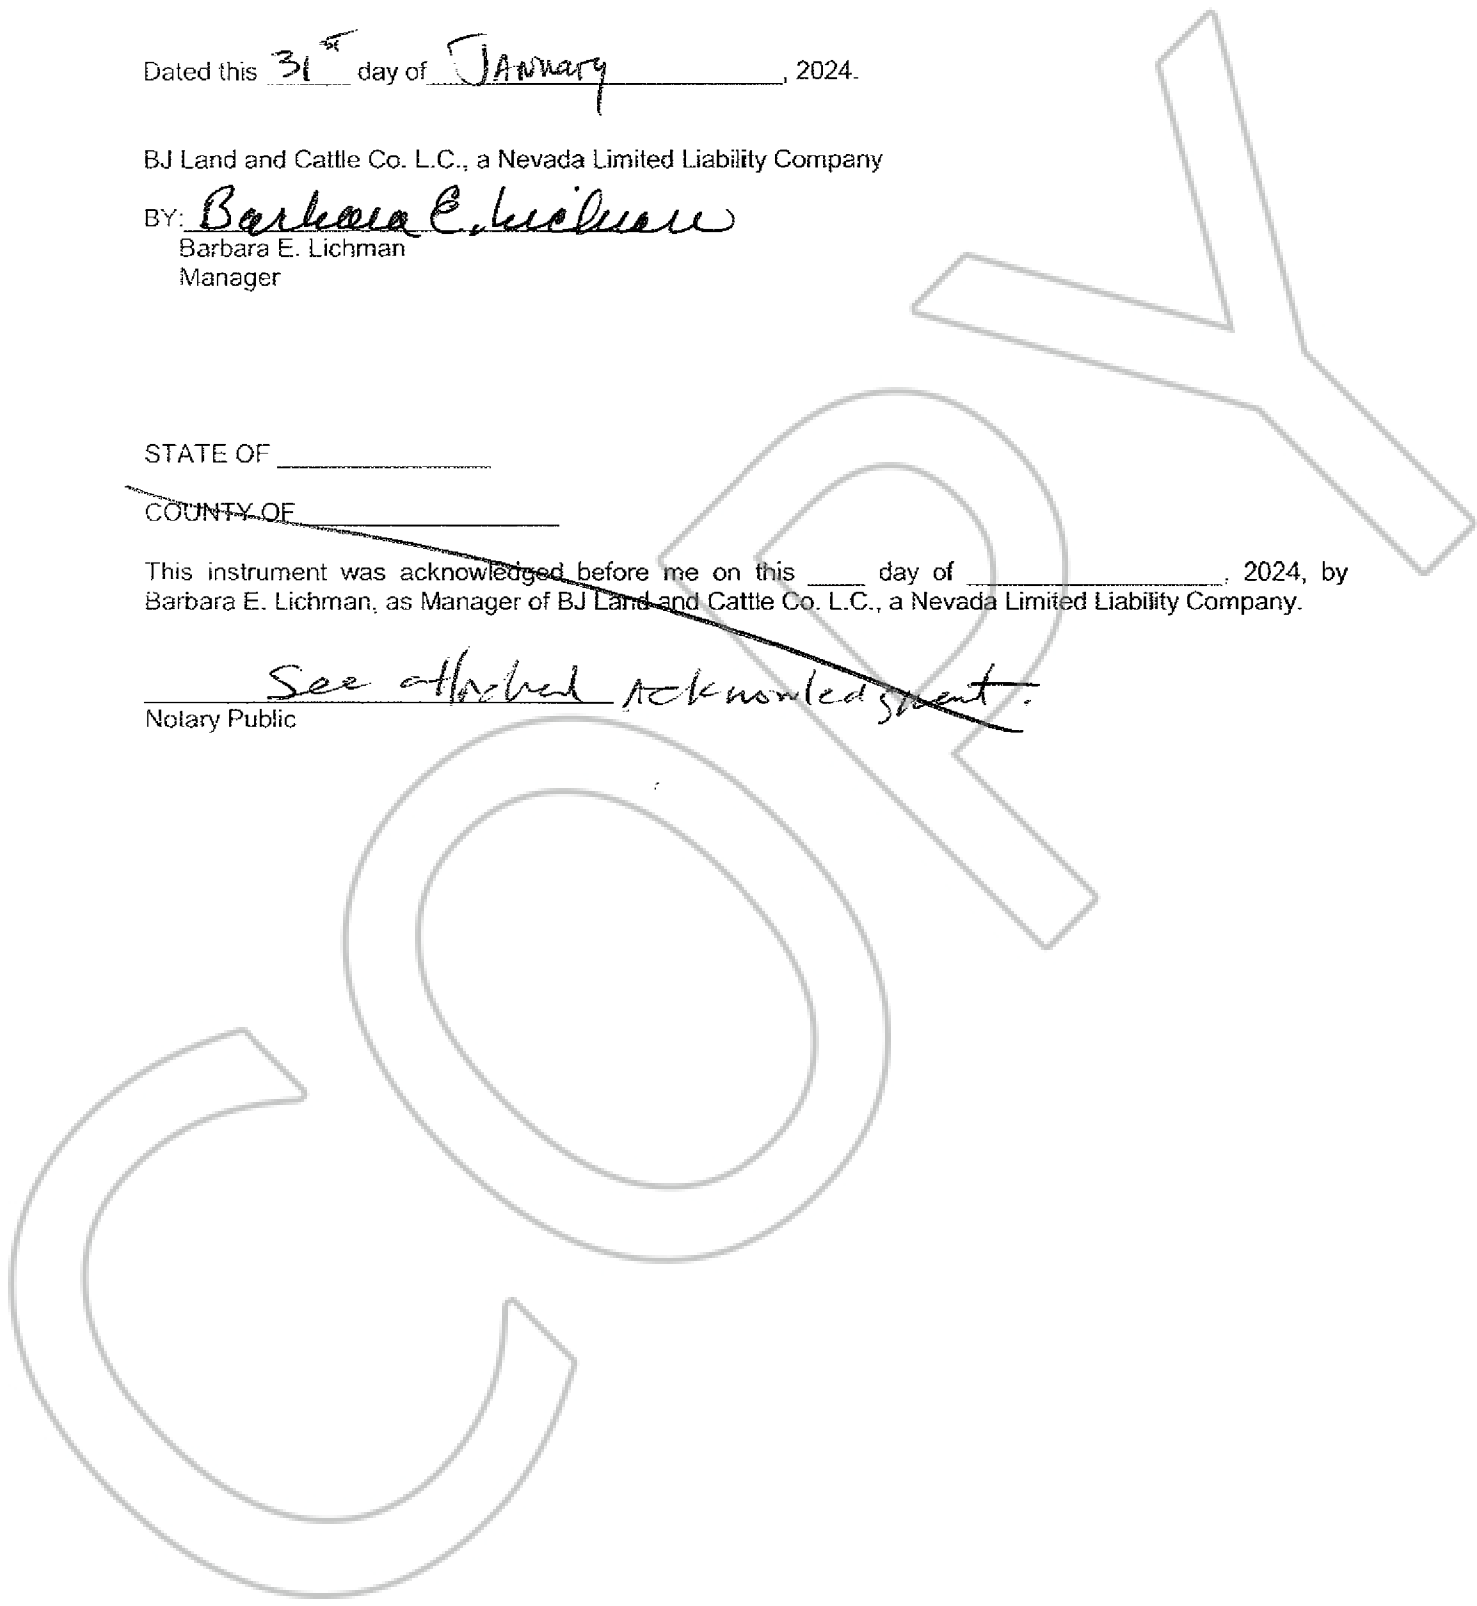 Dated this 31st day of January, 2024.
BJ Land and Cattle Co. L.C., a Nevada Limited Liability Company
BY: Barbara E. Lichman
Barbara E. Lichman
Manager
STATE OF
COUNTY OF
This instrument was acknowledged before me on this ____ day of ____, 2024, by
Barbara E. Lichman, as Manager of BJ Land and Cattle Co. L.C., a Nevada Limited Liability Company.
See attached Acknowledgment.
Notary Public
COPY